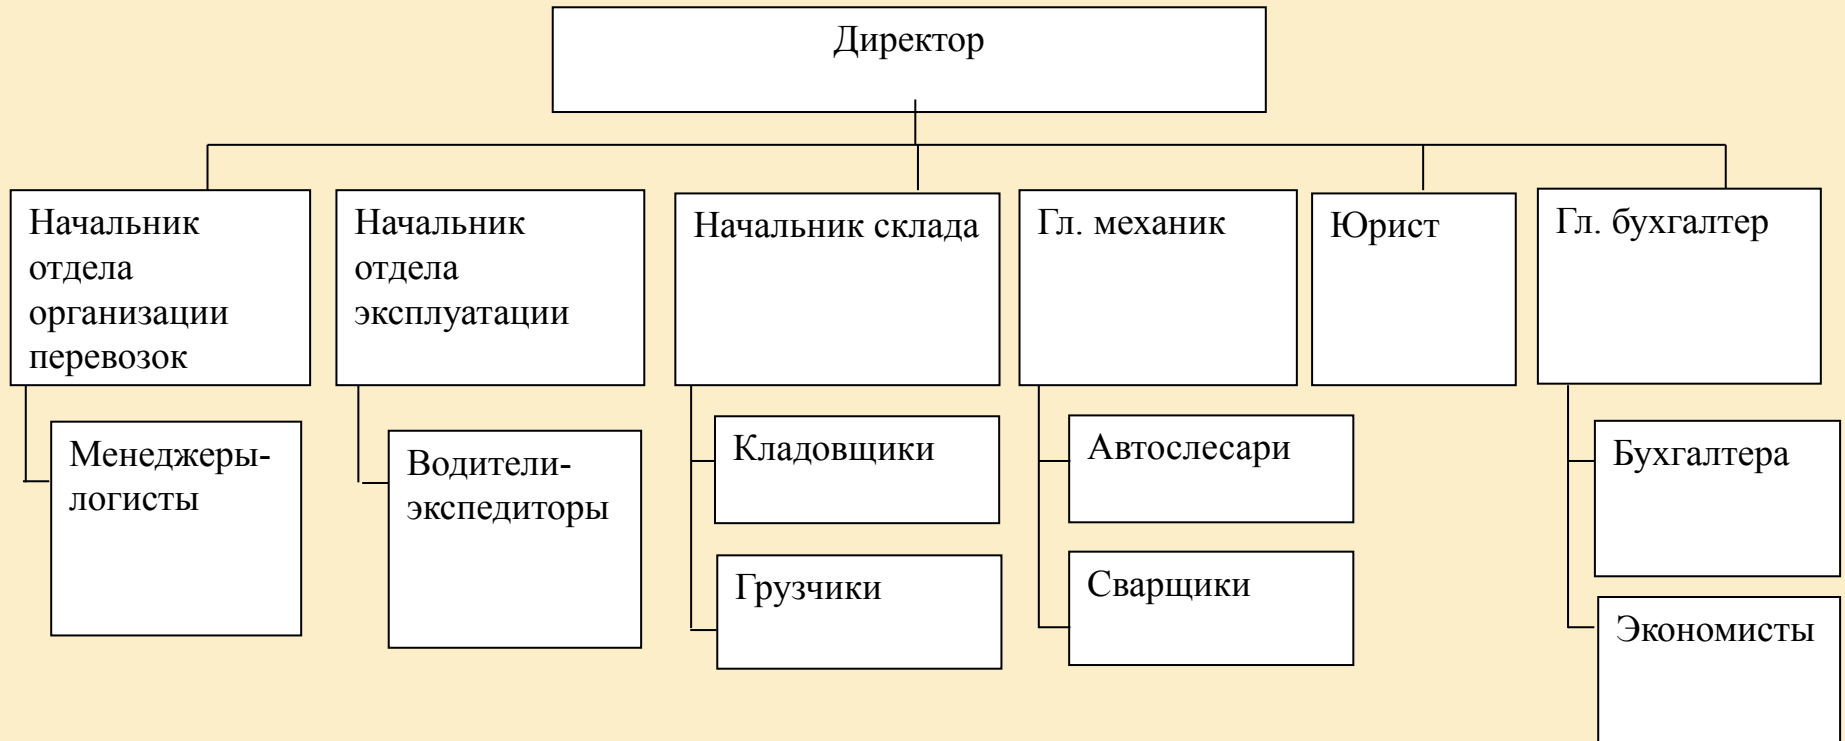 Директор
Начальник
отдела
организации
перевозок
Начальник
отдела
эксплуатации
Начальник склада
Гл. механик
Юрист
Гл. бухгалтер
Менеджеры-
логисты
Водители-
экспедиторы
Кладовщики
Грузчики
Автослесари
Сварщики
Бухгалтера
Экономисты